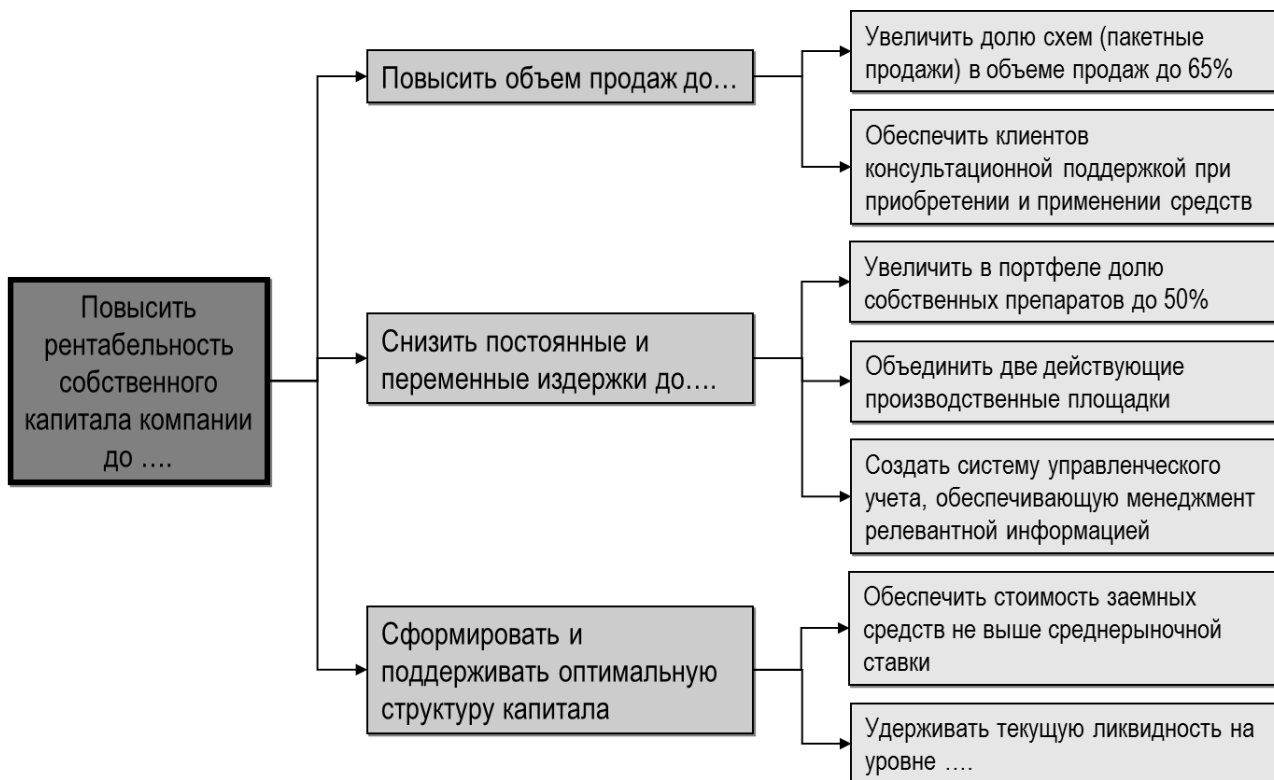 Повысить
рентабельность
собственного
капитала компании
до ….
Повысить объем продаж до…
Увеличить долю схем (пакетные
продажи) в объеме продаж до 65%
Обеспечить клиентов
консультационной поддержкой при
приобретении и применении средств
Снизить постоянные и
переменные издержки до….
Увеличить в портфеле долю
собственных препаратов до 50%
Объединить две действующие
производственные площадки
Создать систему управленческого
учета, обеспечивающую менеджмент
релевантной информацией
Сформировать и
поддерживать оптимальную
структуру капитала
Обеспечить стоимость заемных
средств не выше среднерыночной
ставки
Удерживать текущую ликвидность на
уровне ….